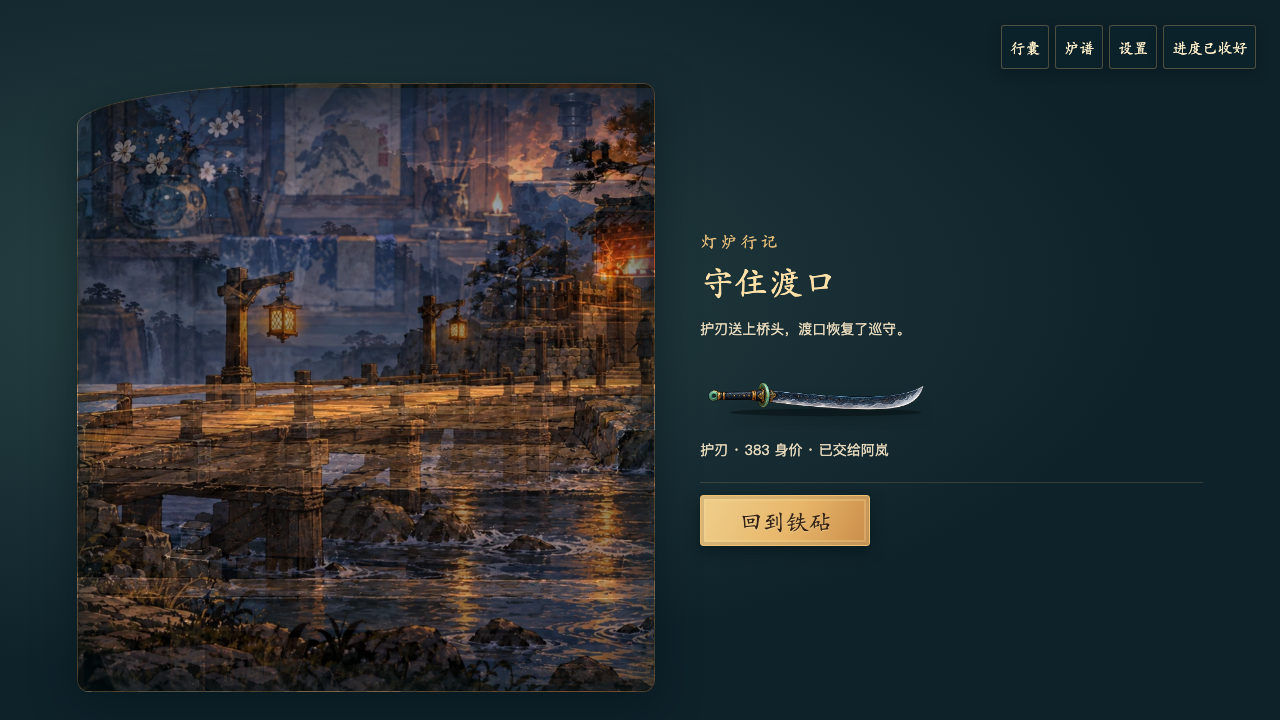 行囊 炉谱 设置 进度已收好
灯炉行记
守住渡口
护刃送上桥头，渡口恢复了巡守。
护刃 · 383 身价 · 已交给阿岚
回到铁砧